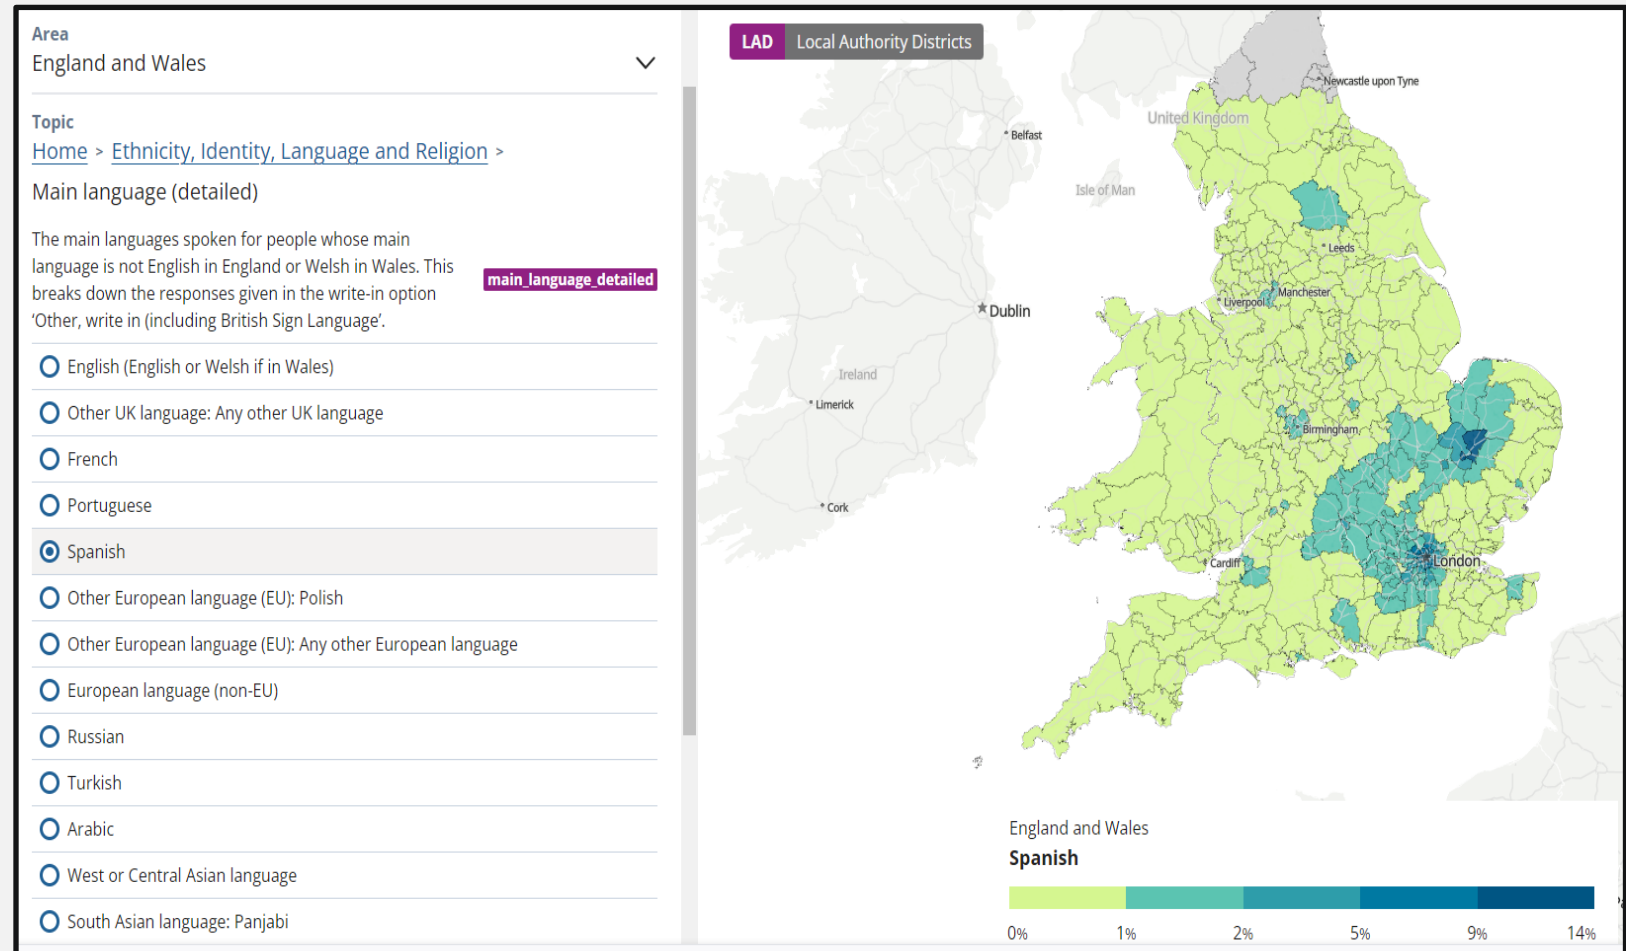 Area
England and Wales
Topic
Home > Ethnicity, Identity, Language and Religion >
Main language (detailed)
The main languages spoken for people whose main
language is not English in England or Welsh in Wales. This
breaks down the responses given in the write-in option
‘Other, write in (including British Sign Language’.
main_language_detailed
English (English or Welsh if in Wales)
Other UK language: Any other UK language
French
Portuguese
Spanish
Other European language (EU): Polish
Other European language (EU): Any other European language
European language (non-EU)
Russian
Turkish
Arabic
West or Central Asian language
South Asian language: Panjabi
LAD Local Authority Districts
Newcastle upon Tyne
United Kingdom
Belfast
Isle of Man
Leeds
Manchester
Liverpool
Dublin
Ireland
Limerick
Birmingham
Cork
Cardiff
London
England and Wales
Spanish
0% 1% 2% 5% 9% 14%